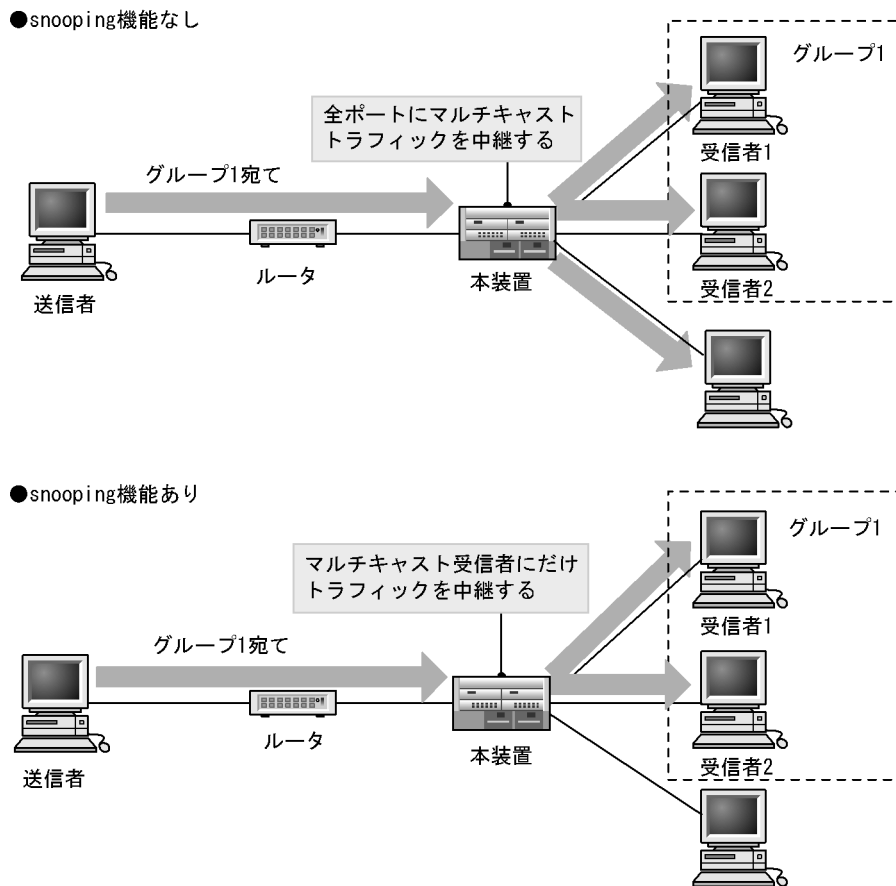 ●snooping機能なし
グループ1
全ポートにマルチキャスト
トラフィックを中継する
受信者1
グループ1宛て
ルータ
本装置
受信者2
送信者
●snooping機能あり
グループ1
マルチキャスト受信者にだけ
トラフィックを中継する
受信者1
グループ1宛て
ルータ
本装置
受信者2
送信者